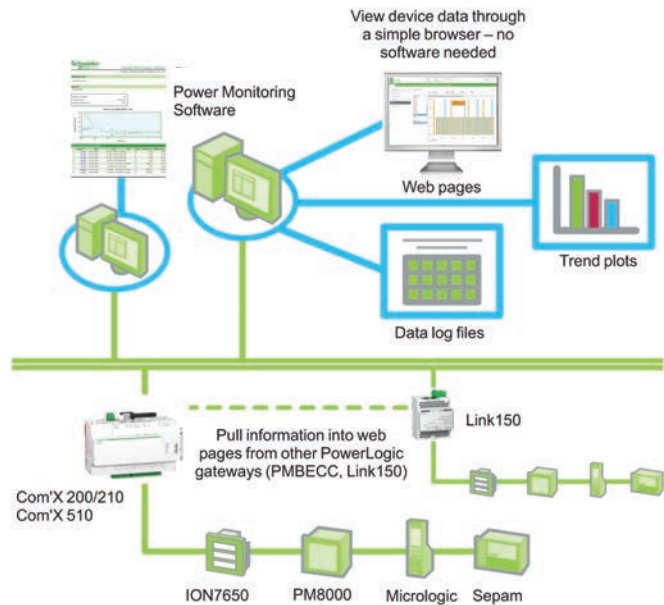 View device data through
a simple browser – no
software needed
Schneider
Power Monitoring
Software
Web pages
Trend plots
Data log files
Link150
Pull information into web
pages from other PowerLogic
gateways (PMBECC, Link150)
Com'X 200/210
Com'X 510
ION7650
PM8000
Micrologic
Sepam